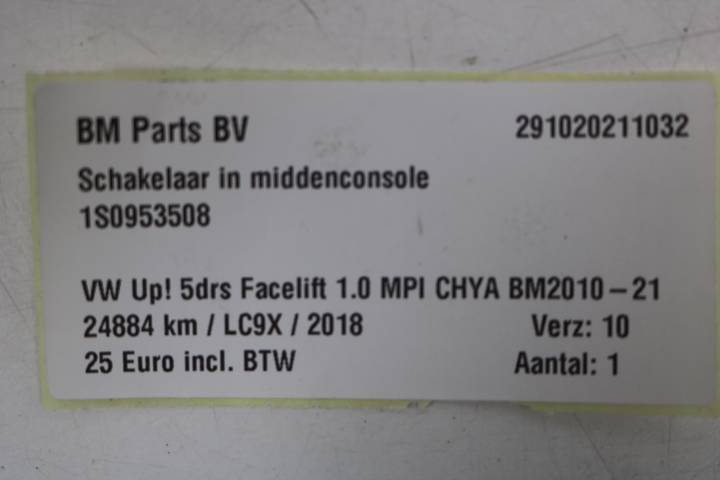 BM Parts BV 291020211032
Schakelaar in middenconsole
1S0953508
VW Up! 5drs Facelift 1.0 MPI CHYA BM2010-21
24884 km / LC9X / 2018 Verz: 10
25 Euro incl. BTW Aantal: 1